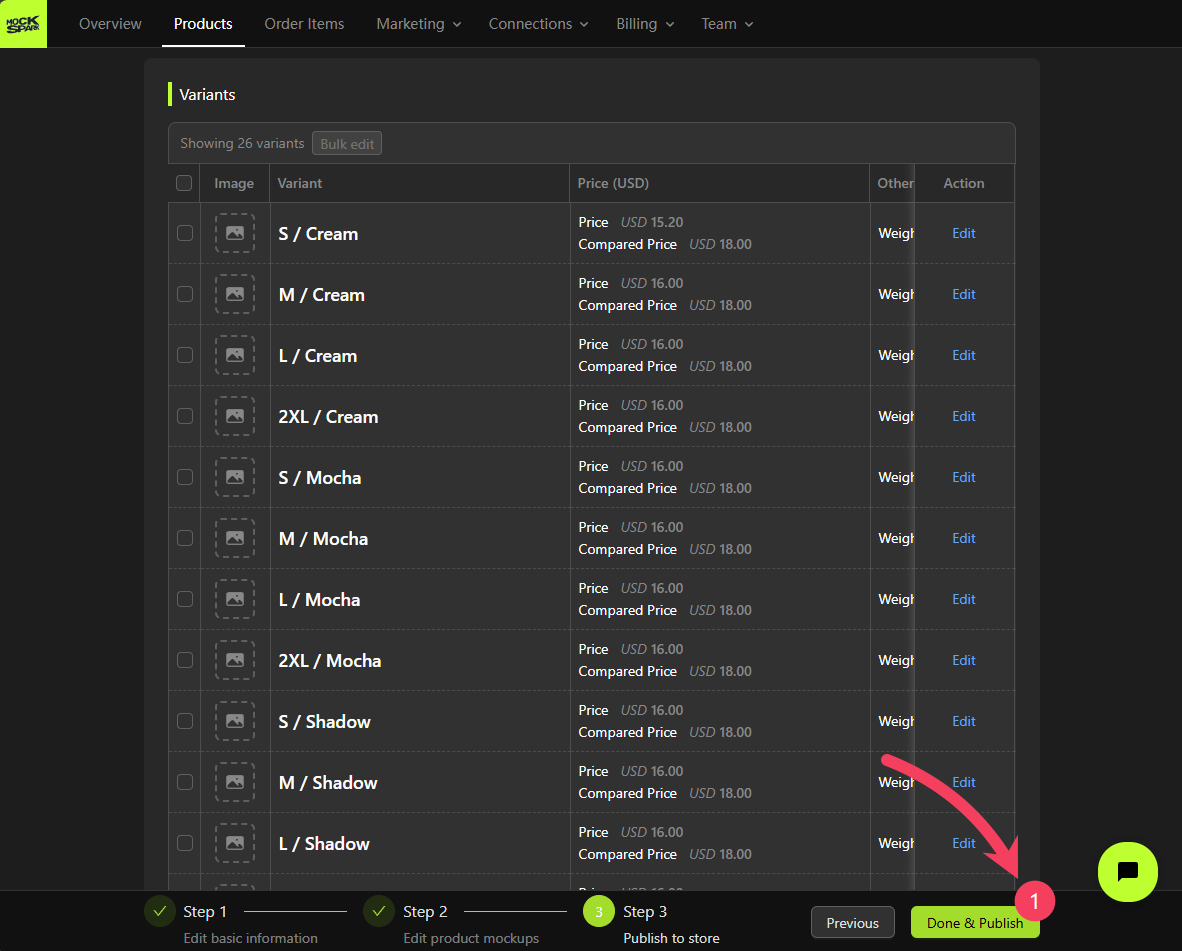 MOCK SPARK Overview Products Order Items Marketing Connections Billing Team
Variants
Showing 26 variants Bulk edit
Image Variant Price (USD) Other Action
S / Cream Price USD 15.20 Compared Price USD 18.00 Weigh Edit
M / Cream Price USD 16.00 Compared Price USD 18.00 Weigh Edit
L / Cream Price USD 16.00 Compared Price USD 18.00 Weigh Edit
2XL / Cream Price USD 16.00 Compared Price USD 18.00 Weigh Edit
S / Mocha Price USD 16.00 Compared Price USD 18.00 Weigh Edit
M / Mocha Price USD 16.00 Compared Price USD 18.00 Weigh Edit
L / Mocha Price USD 16.00 Compared Price USD 18.00 Weigh Edit
2XL / Mocha Price USD 16.00 Compared Price USD 18.00 Weigh Edit
S / Shadow Price USD 16.00 Compared Price USD 18.00 Weigh Edit
M / Shadow Price USD 16.00 Compared Price USD 18.00 Weigh Edit
L / Shadow Price USD 16.00 Compared Price USD 18.00 Weigh Edit
Step 1 Step 2 3 Step 3 1
Edit basic information Edit product mockups Publish to store Previous Done & Publish